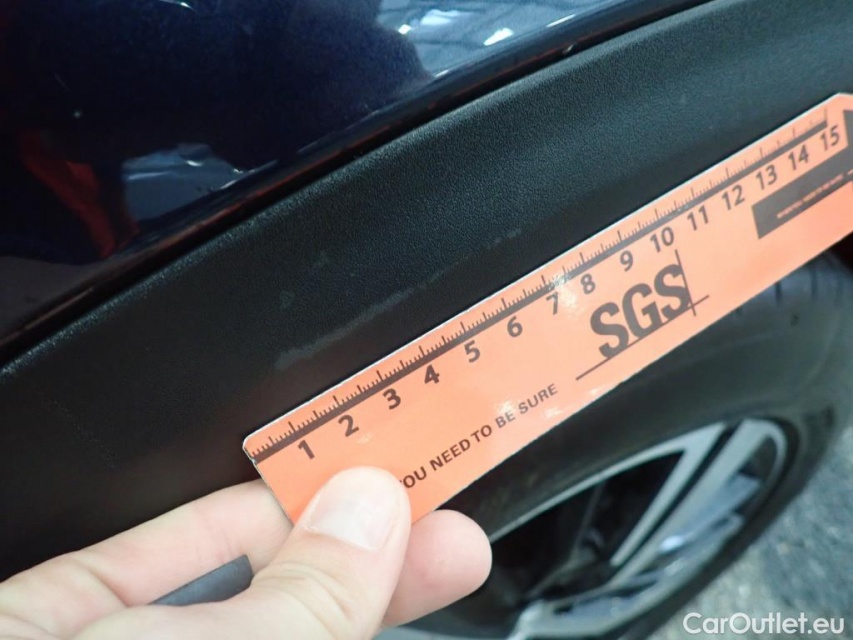 1 2 3 4 5 6 7 8 9 10 11 12 13 14 15
SGS
OU NEED TO BE SURE
CarOutlet.eu